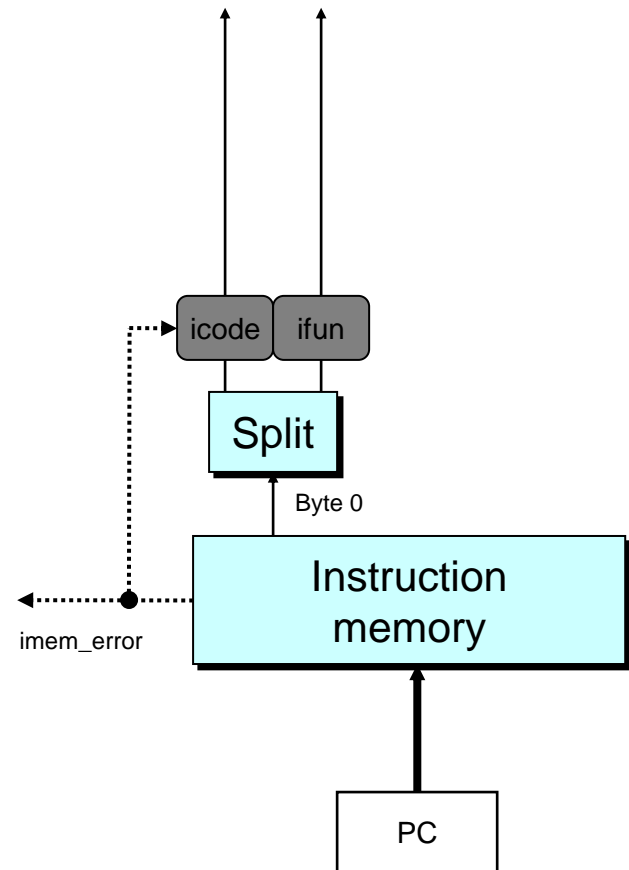 icode ifun
Split
Byte 0
Instruction
memory
imem_error
PC